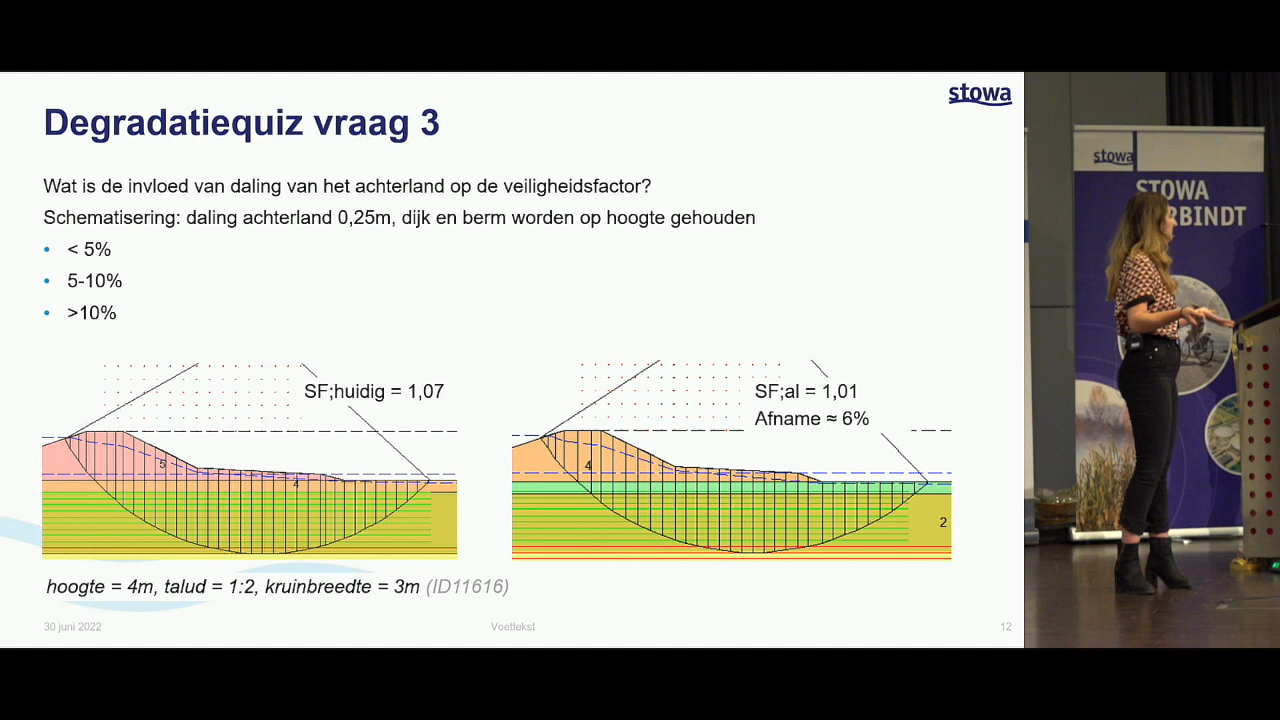 stowa
Degradatiequiz vraag 3
Wat is de invloed van daling van het achterland op de veiligheidsfactor?
Schematisering: daling achterland 0,25m, dijk en berm worden op hoogte gehouden
• < 5%
• 5-10%
• >10%
SF;huidig = 1,07
5
4
SF;al = 1,01
Afname ≈ 6%
4
2
hoogte = 4m, talud = 1:2, kruinbreedte = 3m (ID11616)
30 juni 2022
Voettekst
12
stowa
STOWA
RBINDT